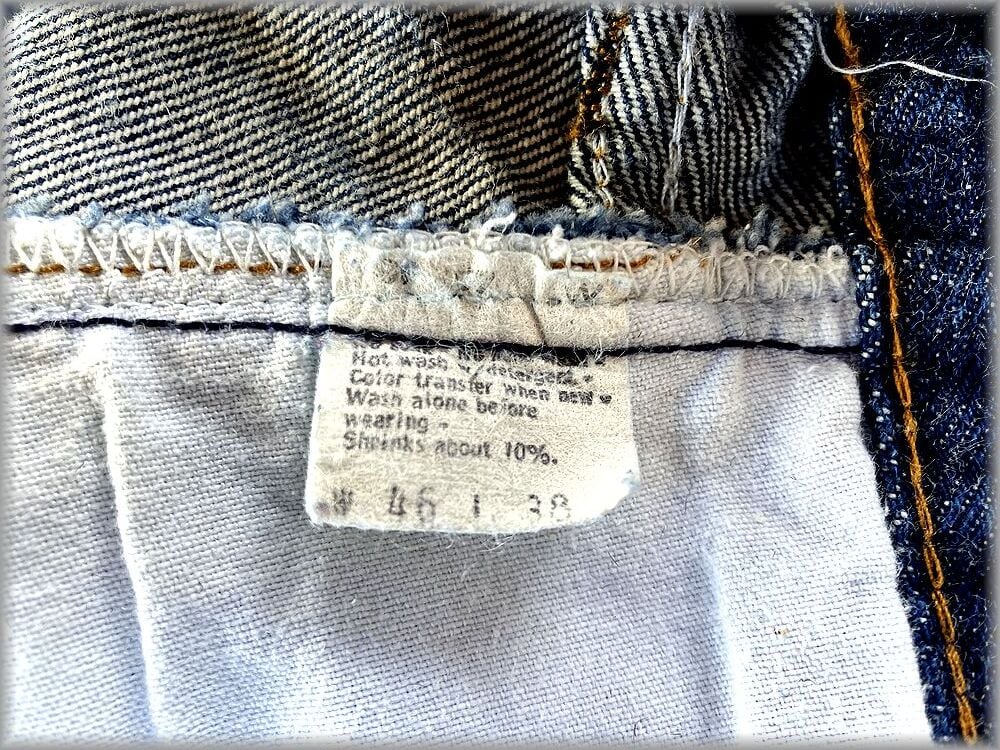 Hot wash w/detergent •
Color transfer when new •
Wash alone before
wearing •
Shrinks about 10%.
W 46 L 38